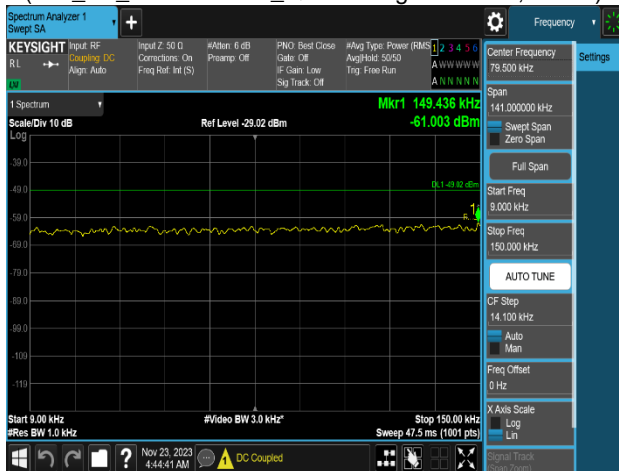 Spectrum Analyzer 1
Swept SA
Frequency
Settings
KEYSIGHT
RL
Input: RF
Coupling: DC
Align: Auto
Input Z: 50 Ω
Corrections: On
Freq Ref: Int (S)
#Atten: 6 dB
Preamp: Off
PNO: Best Close
Gate: Off
IF Gain: Low
Sig Track: Off
#Avg Type: Power (RMS
Avg|Hold: 50/50
Trig: Free Run
1 2 3 4 5 6
A W W W W W
A N N N N N
1 Spectrum
Scale/Div 10 dB
Log
Ref Level -29.02 dBm
Mkr1 149.436 kHz
-61.003 dBm
DL1 -49.02 dBm
1
-39.0
-49.0
-59.0
-69.0
-79.0
-89.0
-99.0
-109
-119
Start 9.00 kHz
#Res BW 1.0 kHz
#Video BW 3.0 kHz*
Stop 150.00 kHz
Sweep 47.5 ms (1001 pts)
Nov 23, 2023
4:44:41 AM
DC Coupled
Center Frequency
79.500 kHz
Span
141.000000 kHz
Swept Span
Zero Span
Full Span
Start Freq
9.000 kHz
Stop Freq
150.000 kHz
AUTO TUNE
CF Step
14.100 kHz
Auto
Man
Freq Offset
0 Hz
X Axis Scale
Log
Lin
Signal Track
(Span Zoom)